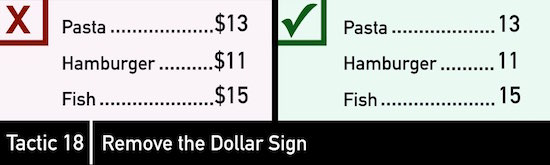 X
Pasta ..................$13
Hamburger ..........$11
Fish .....................$15
✓
Pasta .................. 13
Hamburger .......... 11
Fish ..................... 15
Tactic 18 | Remove the Dollar Sign